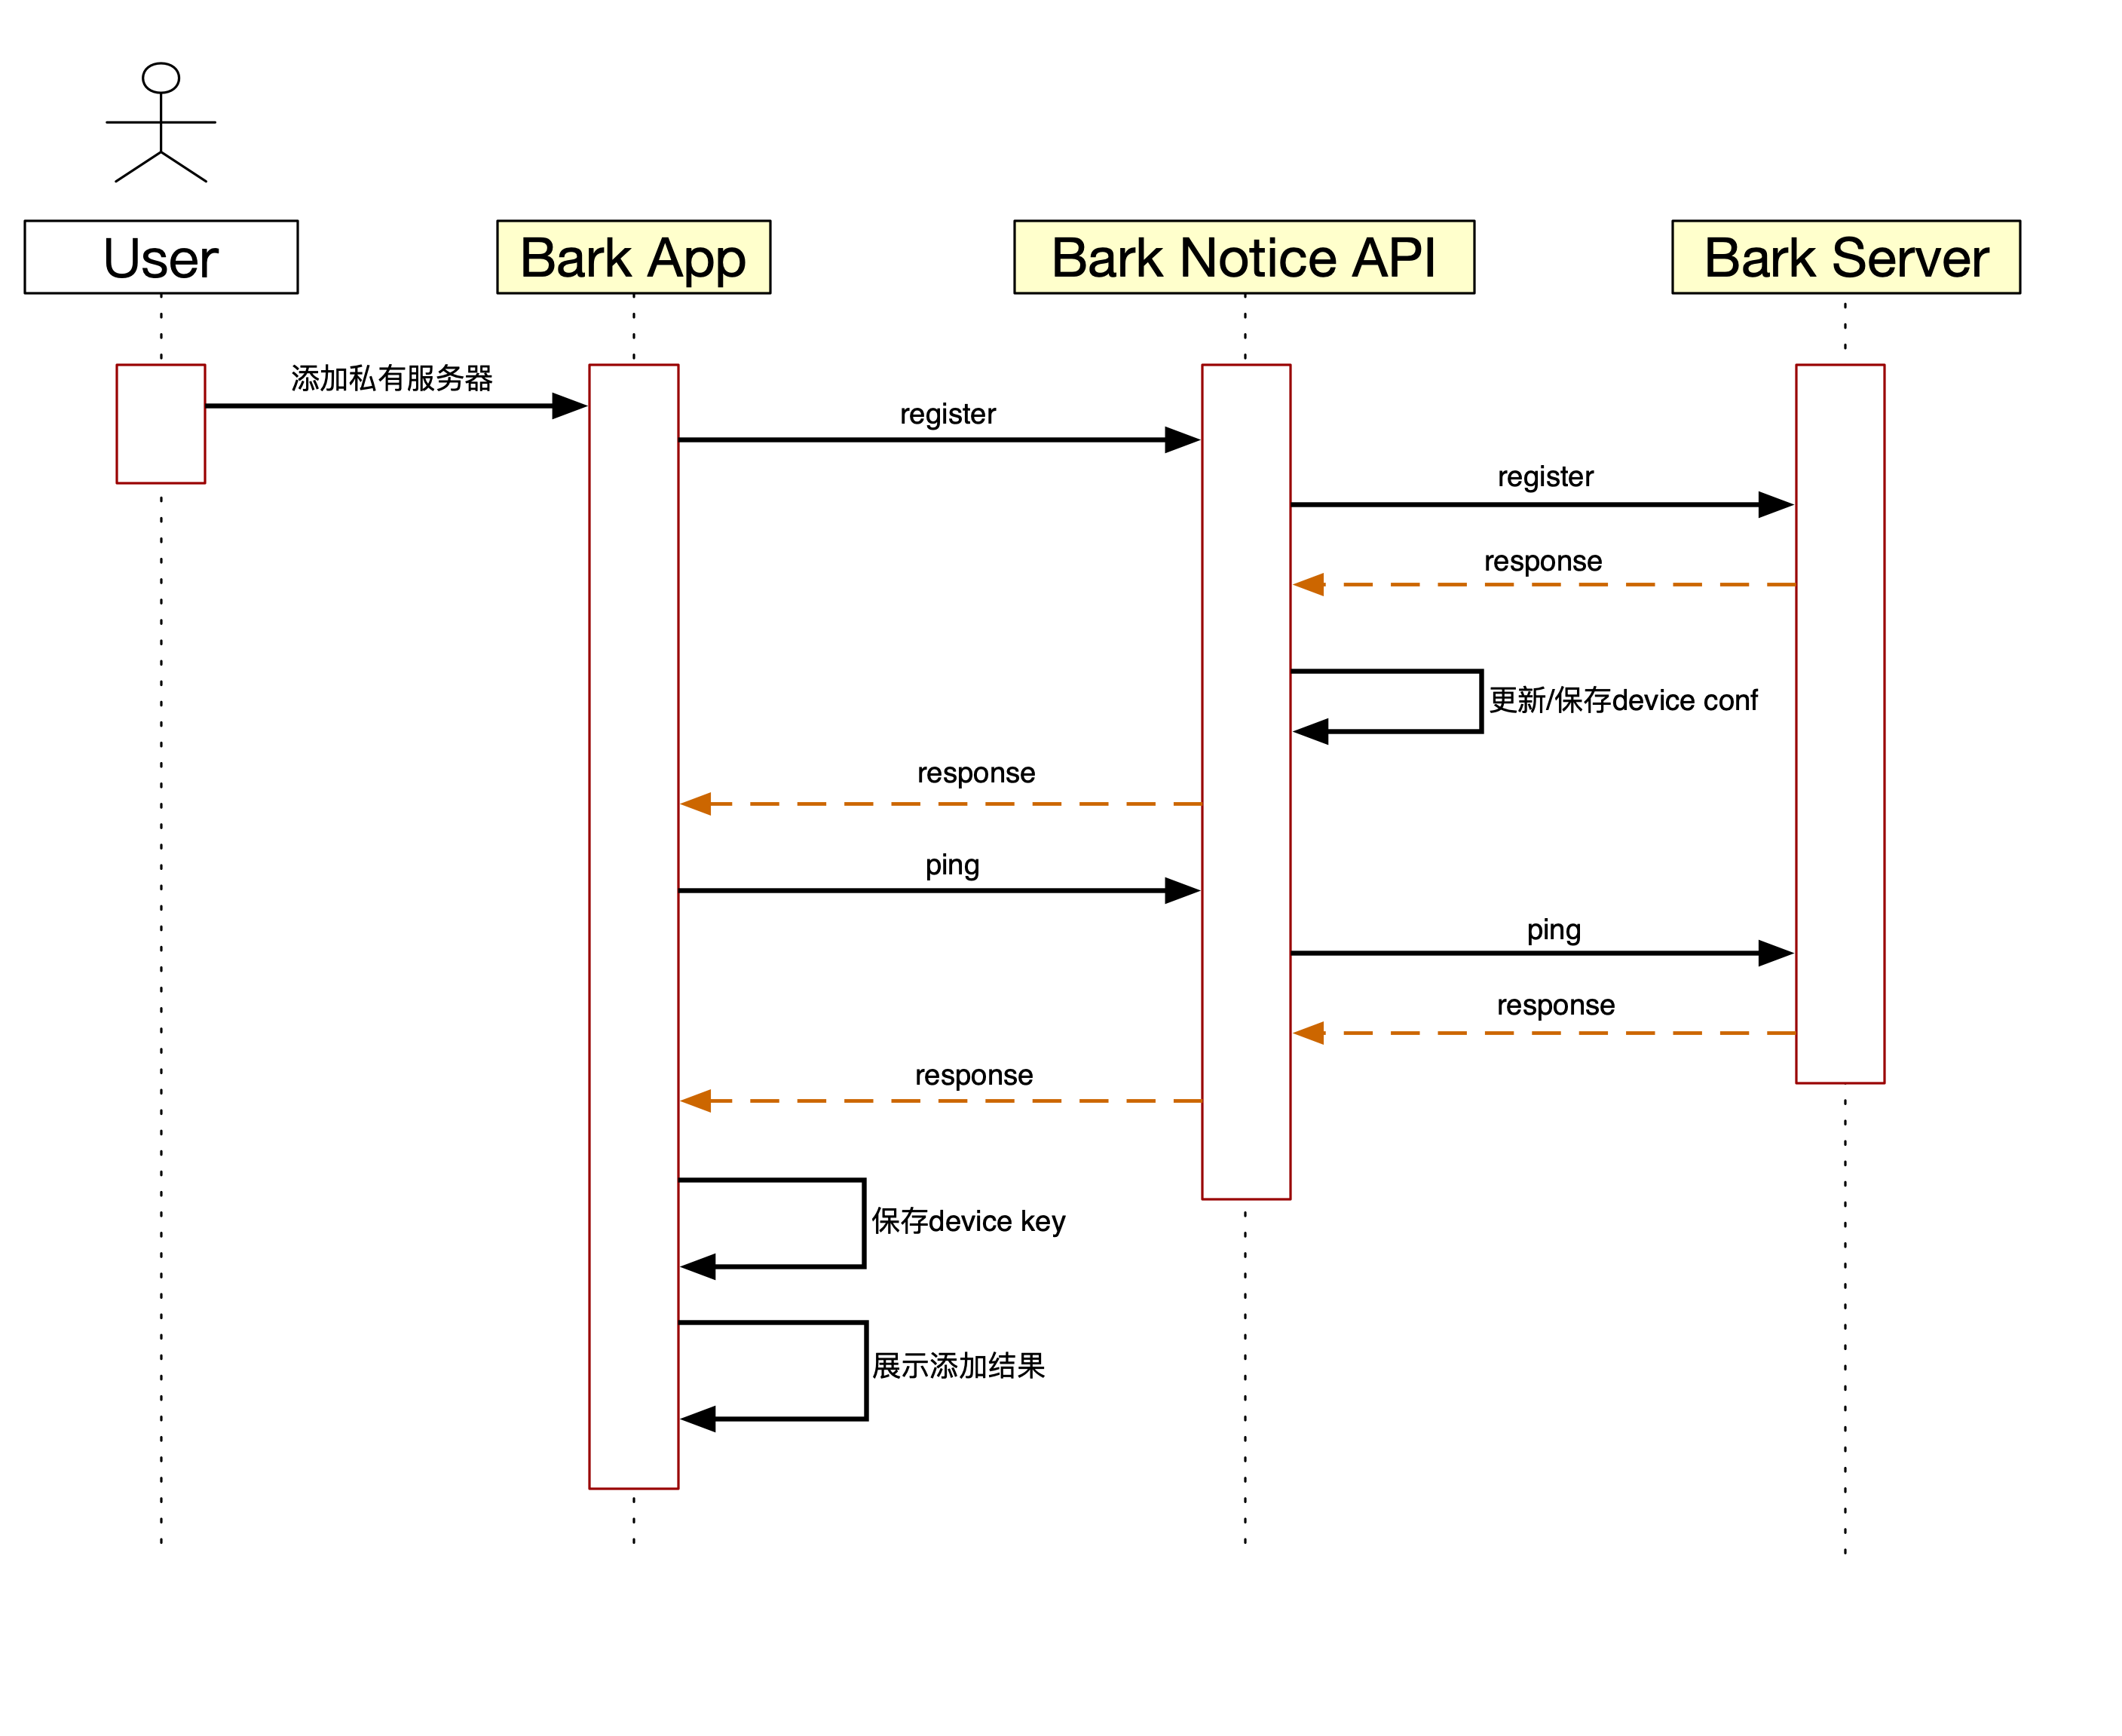 User
Bark App
Bark Notice API
Bark Server
添加私有服务器
register
register
response
更新/保存device conf
response
ping
ping
response
response
保存device key
展示添加结果